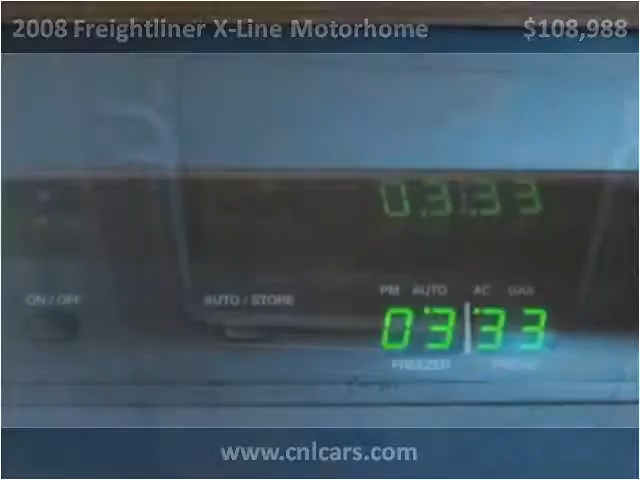 2008 Freightliner X-Line Motorhome $108,988
03:33
ON / OFF AUTO / STORE PM AUTO AC GAS
03 33
FREEZER FRIDGE
www.cnlcars.com